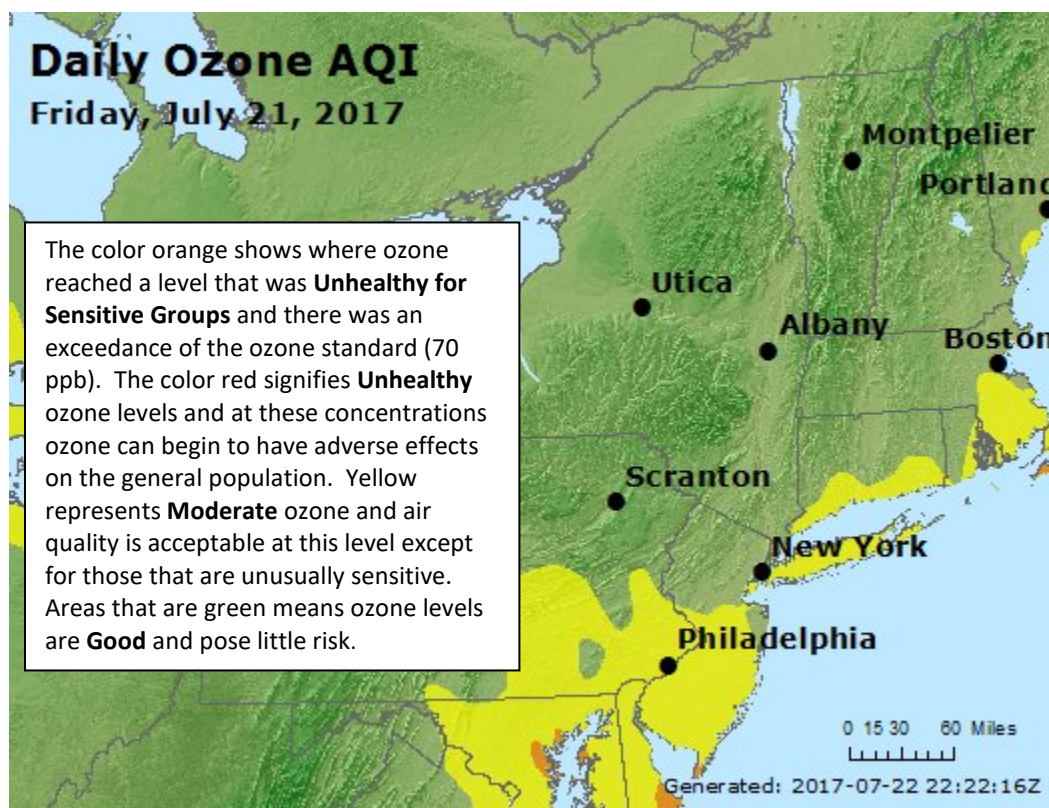 Daily Ozone AQI
Friday, July 21, 2017
Montpelier
Portland
The color orange shows where ozone
reached a level that was Unhealthy for
Sensitive Groups and there was an
exceedance of the ozone standard (70
ppb). The color red signifies Unhealthy
ozone levels and at these concentrations
ozone can begin to have adverse effects
on the general population. Yellow
represents Moderate ozone and air
quality is acceptable at this level except
for those that are unusually sensitive.
Areas that are green means ozone levels
are Good and pose little risk.
Utica
Albany
Boston
Scranton
New York
Philadelphia
0 15 30 60 Miles
Generated: 2017-07-22 22:22:16Z